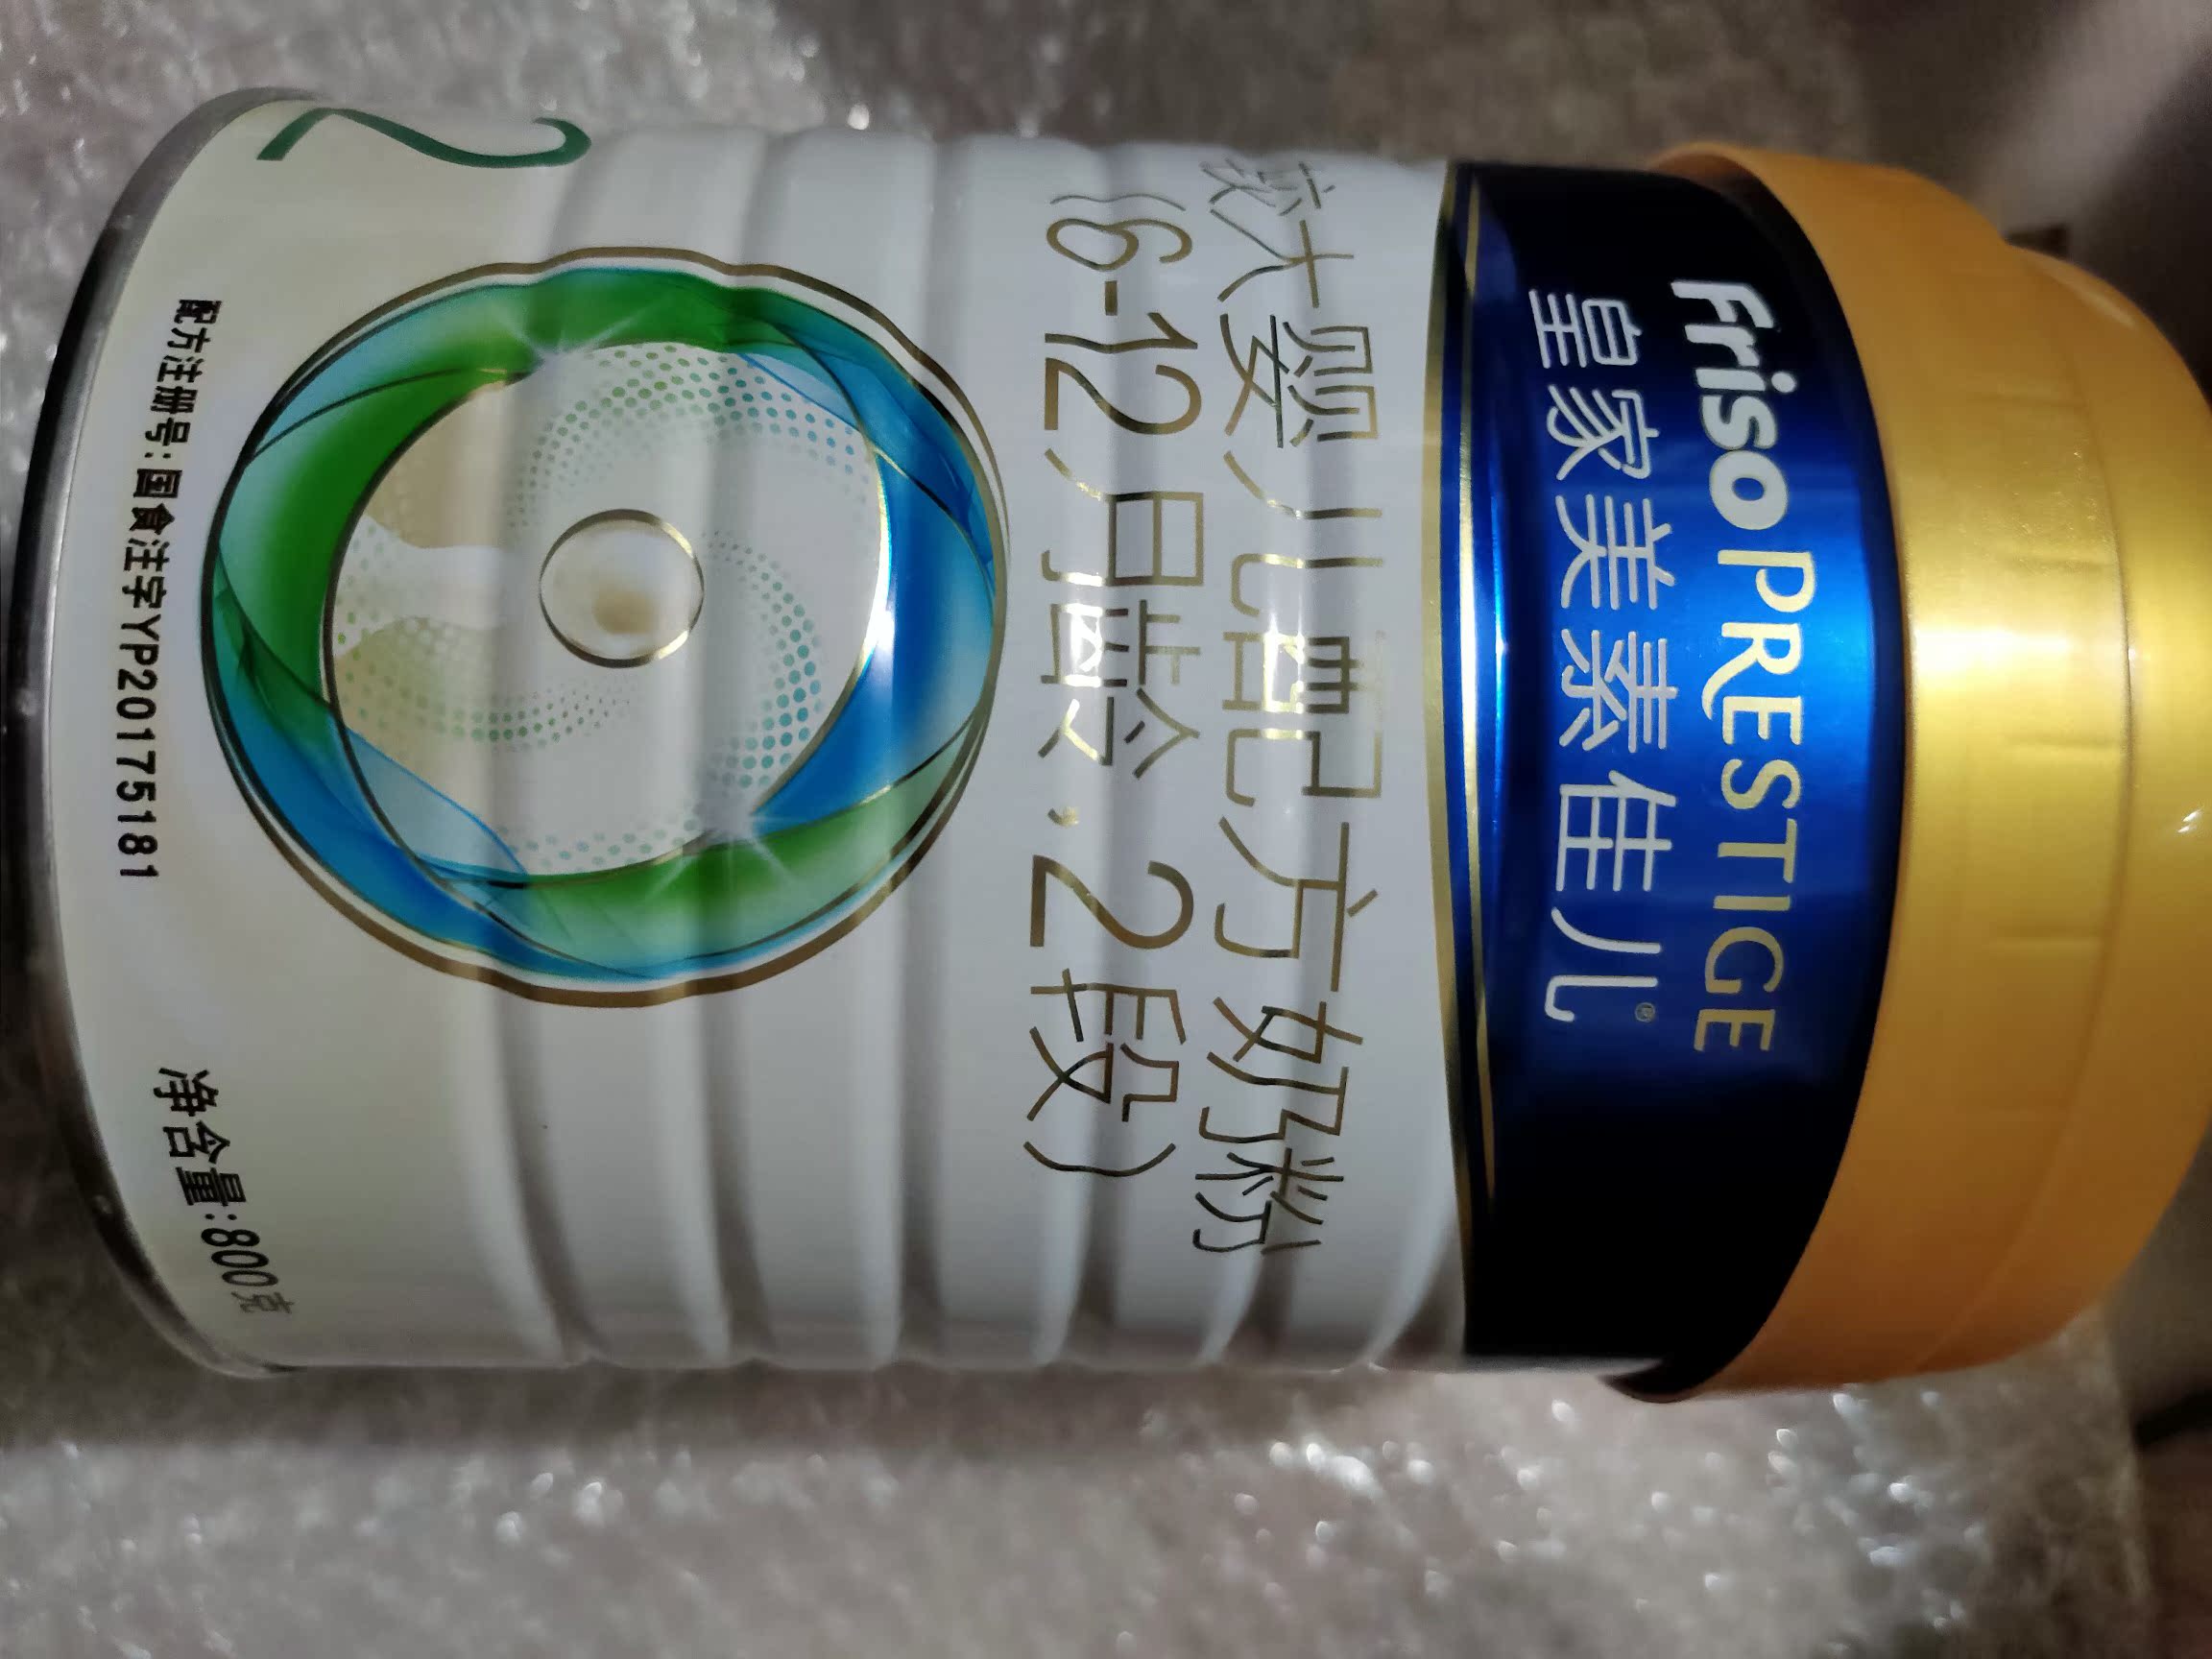 Friso PRESTIGE
皇家美素佳儿®
较大婴儿配方奶粉
(6-12月龄,2段)
2
配方注册号:国食注字YP20175181
净含量:800克